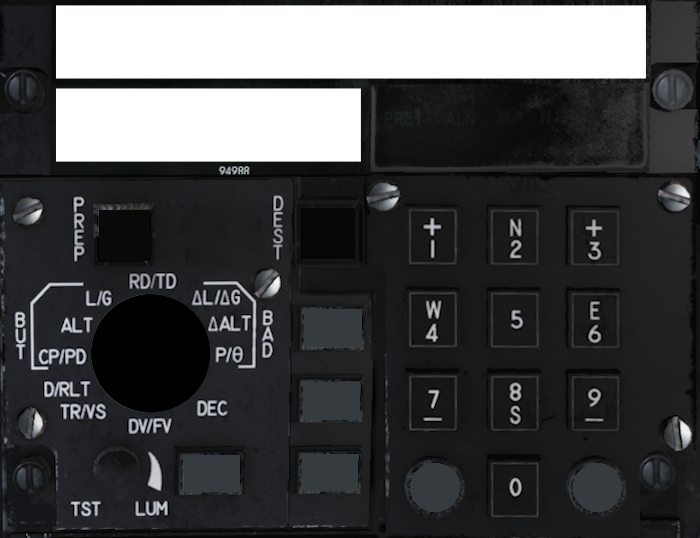 94988
PREP
DEST
RD/TD
L/G
ΔL/ΔG
ALT
ΔALT
CP/PD
P/θ
BUT
BAD
D/RLT
TR/VS
DV/FV
DEC
TST
LUM
+
1
N
2
+
3
W
4
5
E
6
7
8
S
9
0